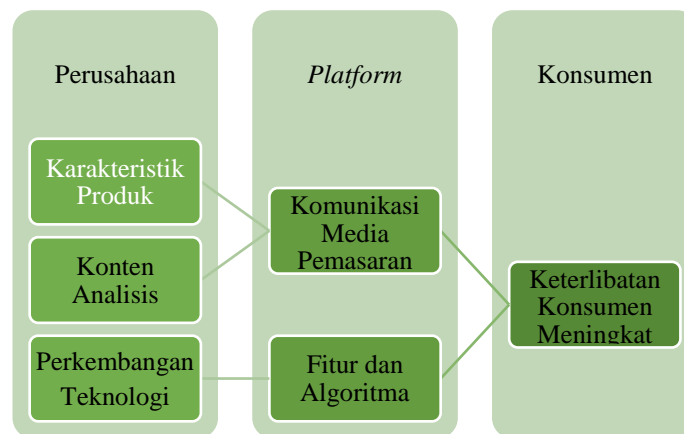 Perusahaan
Karakteristik
Produk
Konten
Analisis
Perkembangan
Teknologi
Platform
Komunikasi
Media
Pemasaran
Fitur dan
Algoritma
Konsumen
Keterlibatan
Konsumen
Meningkat